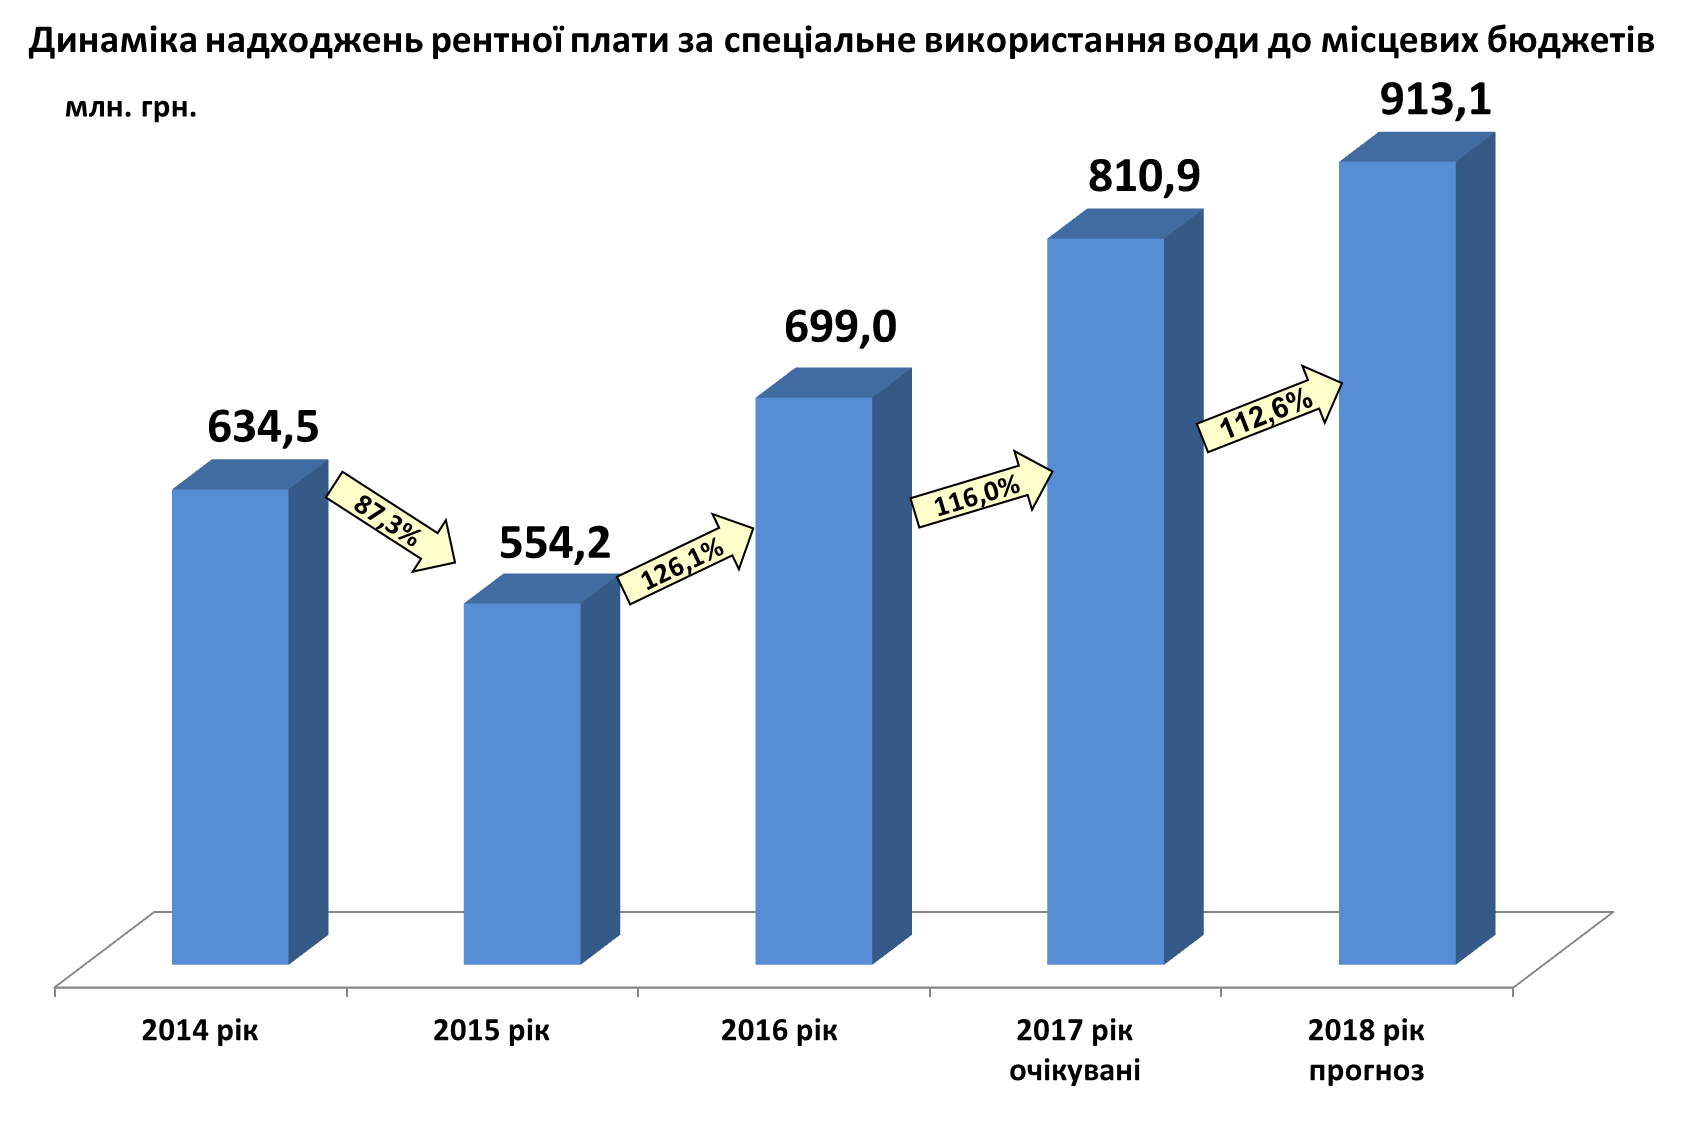 Динаміка надходжень рентної плати за спеціальне використання води до місцевих бюджетів
млн. грн.
913,1
810,9
699,0
634,5
554,2
87,3%
126,1%
116,0%
112,6%
2014 рік
2015 рік
2016 рік
2017 рік
очікувані
2018 рік
прогноз